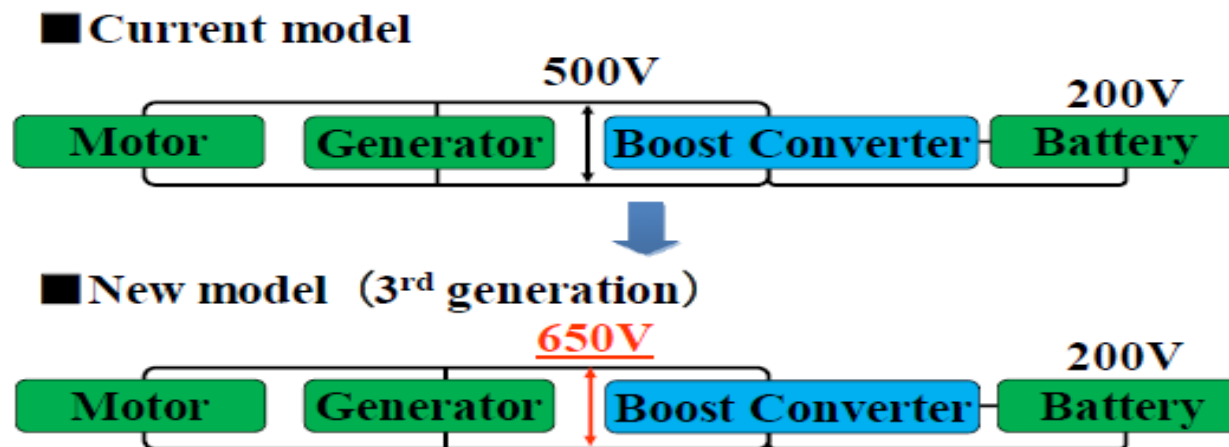 ■ Current model
500V
200V
Motor Generator Boost Converter Battery
■ New model (3rd generation)
650V
200V
Motor Generator Boost Converter Battery